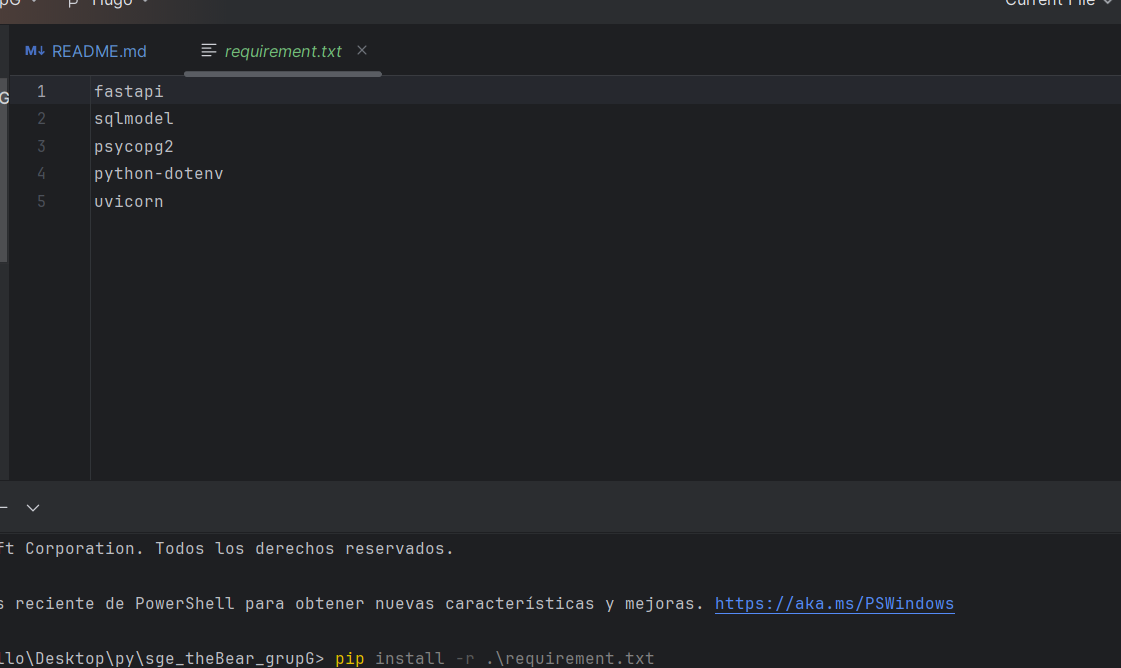 Hugo
Current File
M↓ README.md
requirement.txt
1 fastapi
2 sqlmodel
3 psycopg2
4 python-dotenv
5 uvicorn
ft Corporation. Todos los derechos reservados.
s reciente de PowerShell para obtener nuevas características y mejoras. https://aka.ms/PSWindows
llo\Desktop\py\sge_theBear_grupG> pip install -r .\requirement.txt